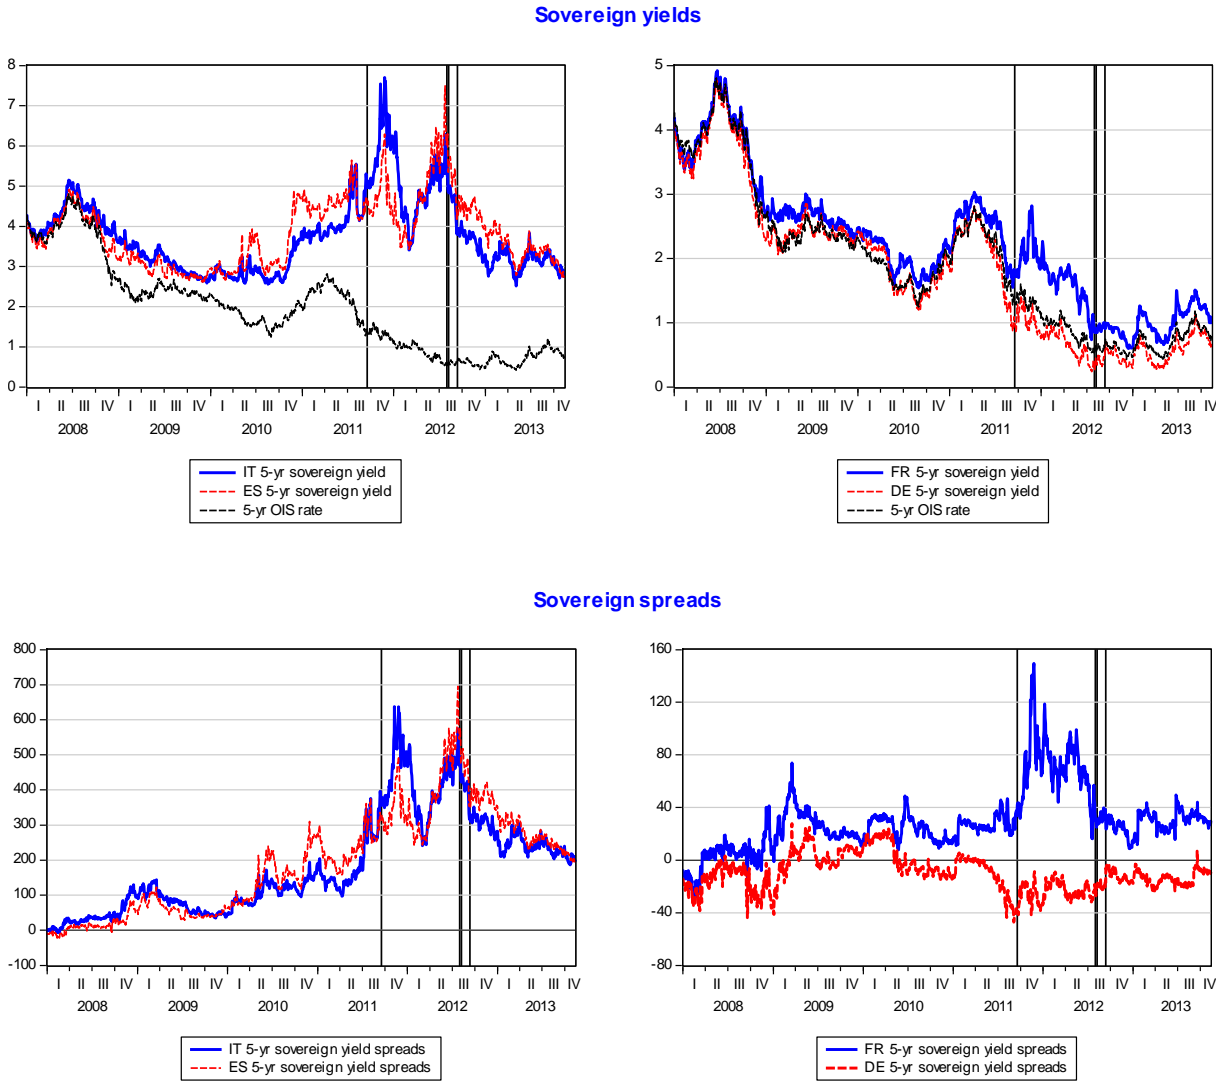 Sovereign yields
8
7
6
5
4
3
2
1
0
I II III IV I II III IV I II III IV I II III IV I II III IV I II III IV
2008 2009 2010 2011 2012 2013
IT 5-yr sovereign yield
ES 5-yr sovereign yield
5-yr OIS rate
5
4
3
2
1
0
I II III IV I II III IV I II III IV I II III IV I II III IV I II III IV
2008 2009 2010 2011 2012 2013
FR 5-yr sovereign yield
DE 5-yr sovereign yield
5-yr OIS rate
Sovereign spreads
800
700
600
500
400
300
200
100
0
-100
I II III IV I II III IV I II III IV I II III IV I II III IV I II III IV
2008 2009 2010 2011 2012 2013
IT 5-yr sovereign yield spreads
ES 5-yr sovereign yield spreads
160
120
80
40
0
-40
-80
I II III IV I II III IV I II III IV I II III IV I II III IV I II III IV
2008 2009 2010 2011 2012 2013
FR 5-yr sovereign yield spreads
DE 5-yr sovereign yield spreads